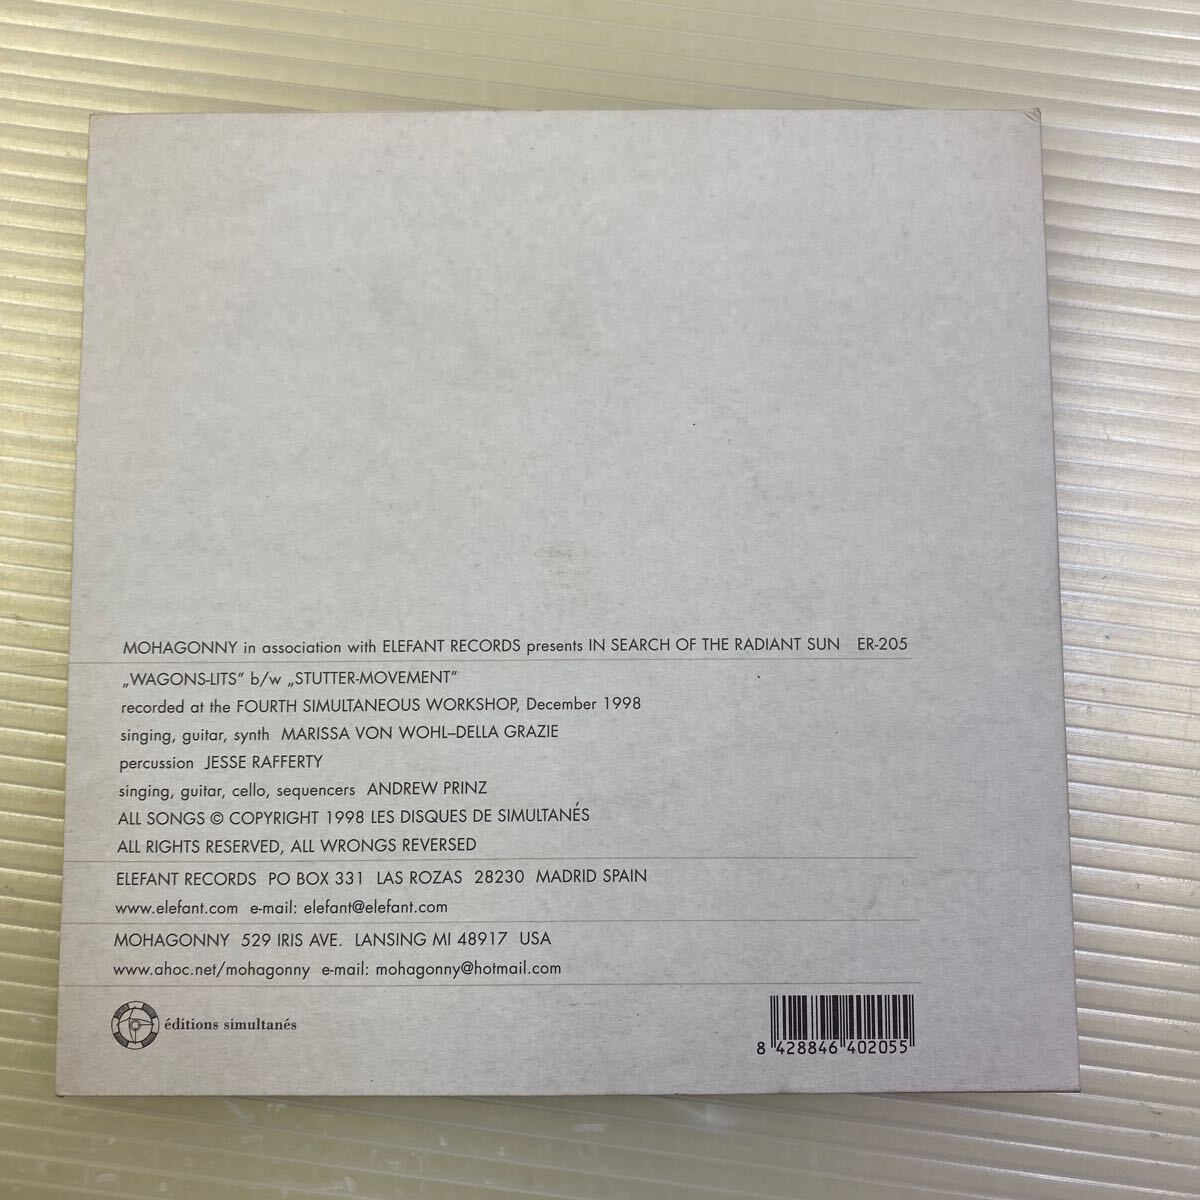 MOHAGONNY in association with ELEFANT RECORDS presents IN SEARCH OF THE RADIANT SUN ER-205
„WAGONS-LITS” b/w „STUTTER-MOVEMENT”
recorded at the FOURTH SIMULTANEOUS WORKSHOP, December 1998
singing, guitar, synth MARISSA VON WOHL–DELLA GRAZIE
percussion JESSE RAFFERTY
singing, guitar, cello, sequencers ANDREW PRINZ
ALL SONGS © COPYRIGHT 1998 LES DISQUES DE SIMULTANÉS
ALL RIGHTS RESERVED, ALL WRONGS REVERSED
ELEFANT RECORDS PO BOX 331 LAS ROZAS 28230 MADRID SPAIN
www.elefant.com e-mail: elefant@elefant.com
MOHAGONNY 529 IRIS AVE. LANSING MI 48917 USA
www.ahoc.net/mohagonny e-mail: mohagonny@hotmail.com
éditions simultanés
8 428846 402055